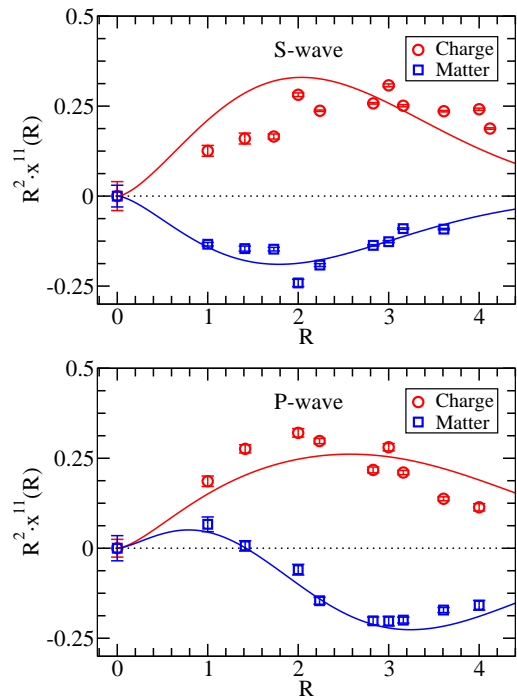 0.5
S-wave
Charge
Matter
0.25
R²·x¹¹(R)
0
-0.25
0 1 2 3 4
R
0.5
P-wave
Charge
Matter
0.25
R²·x¹¹(R)
0
-0.25
0 1 2 3 4
R